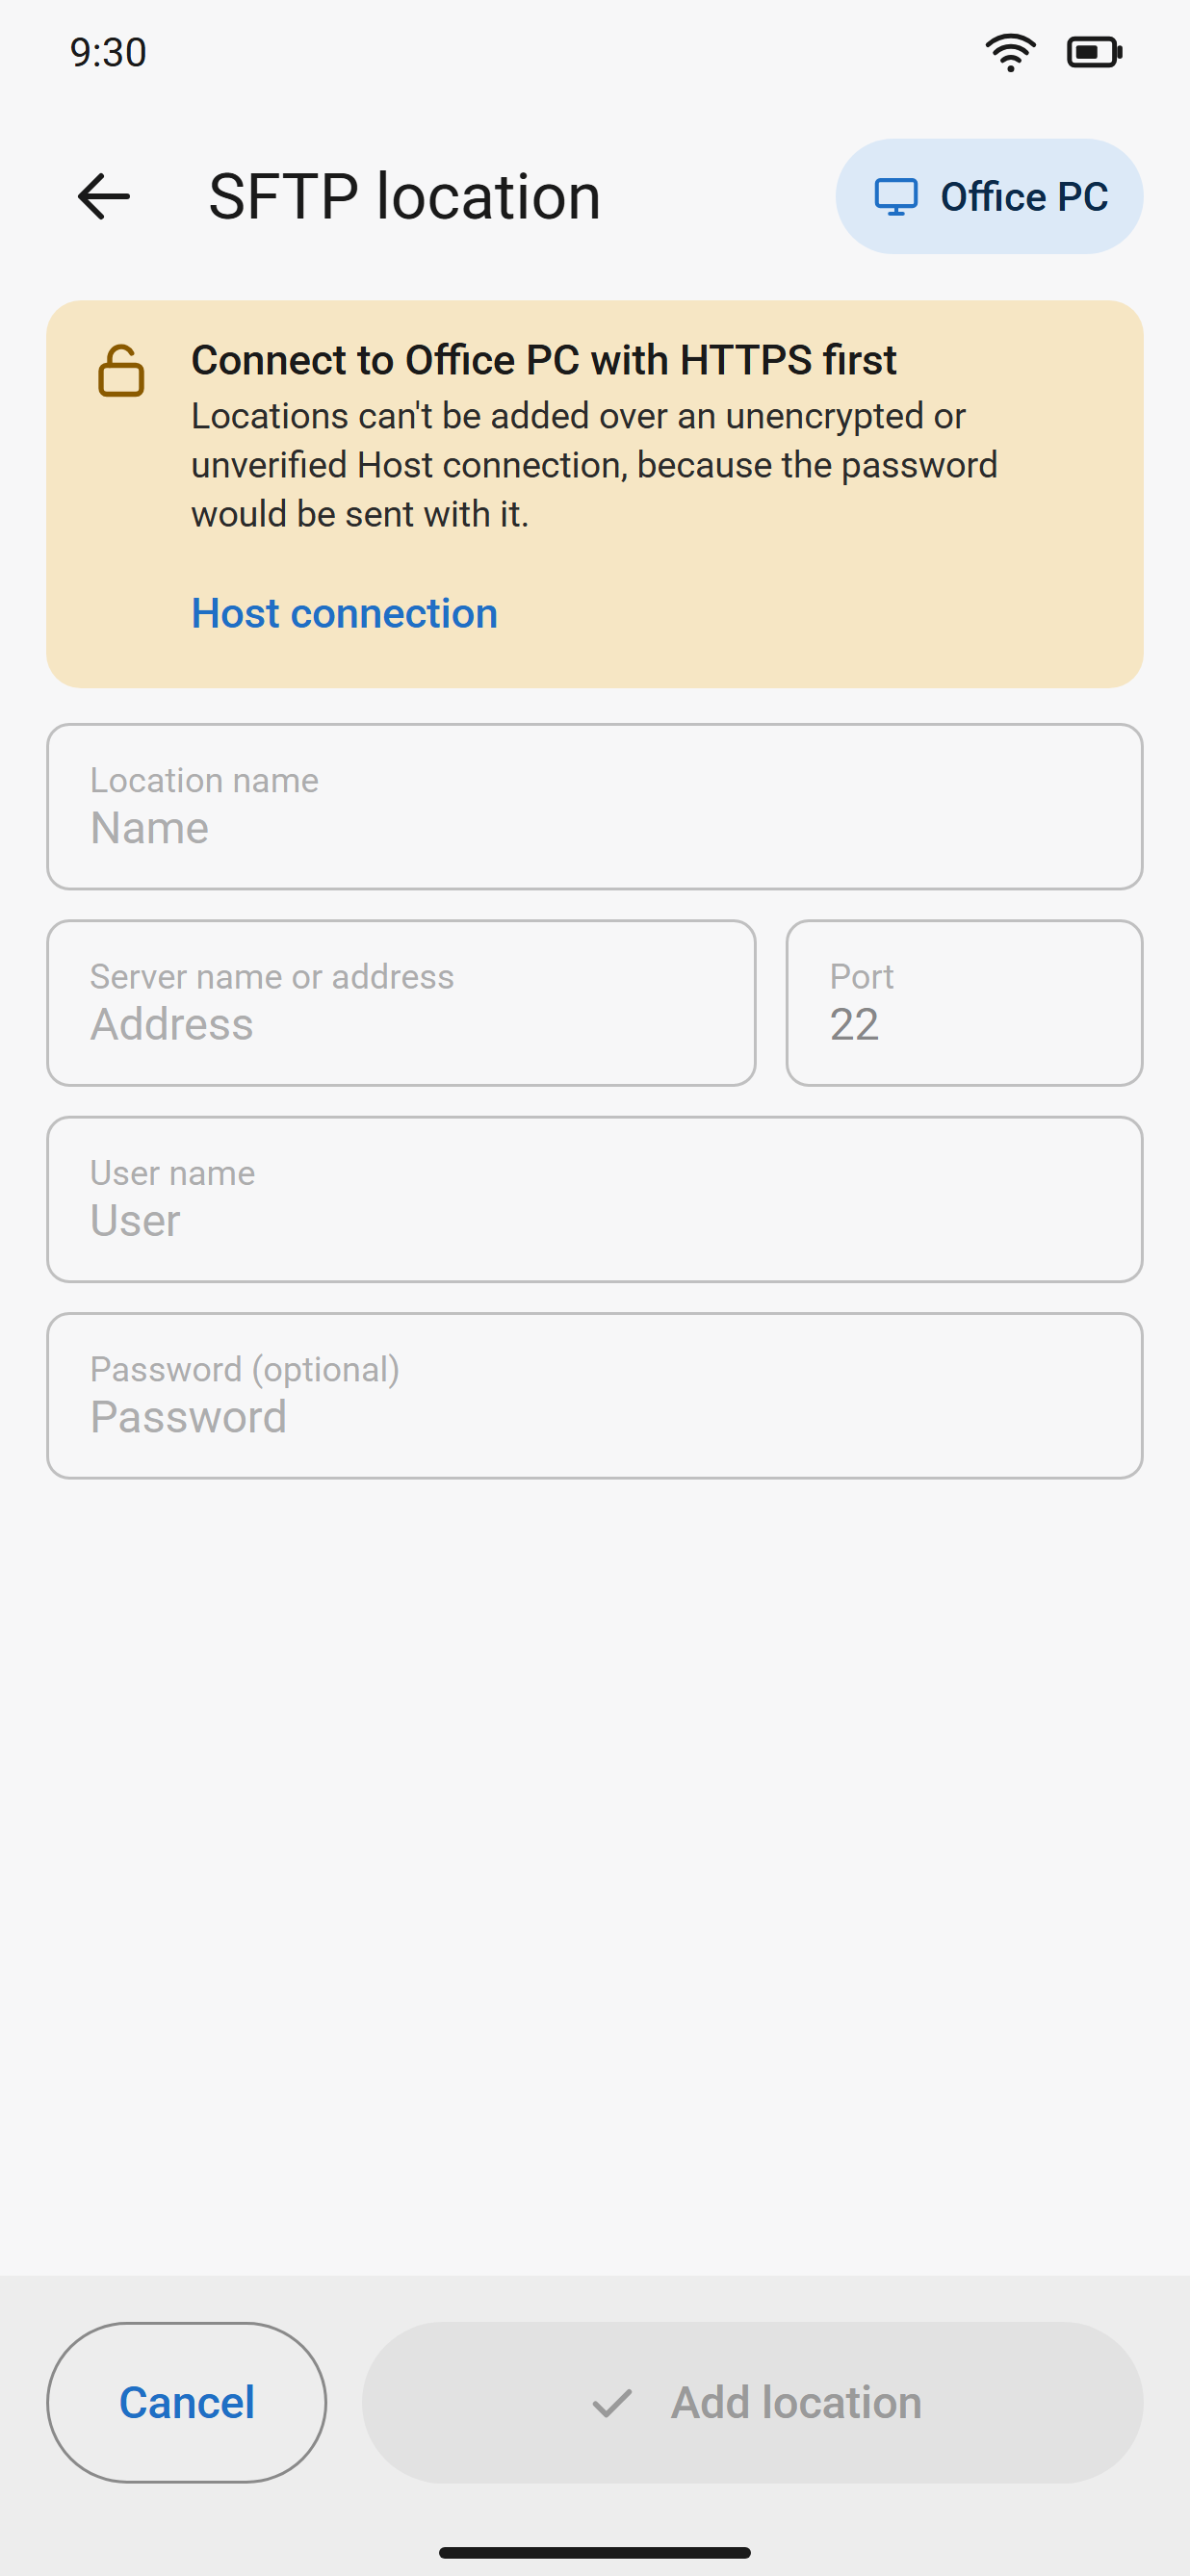 9:30
SFTP location
Office PC
Connect to Office PC with HTTPS first
Locations can't be added over an unencrypted or
unverified Host connection, because the password
would be sent with it.
Host connection
Location name
Name
Server name or address
Address
Port
22
User name
User
Password (optional)
Password
Cancel
Add location